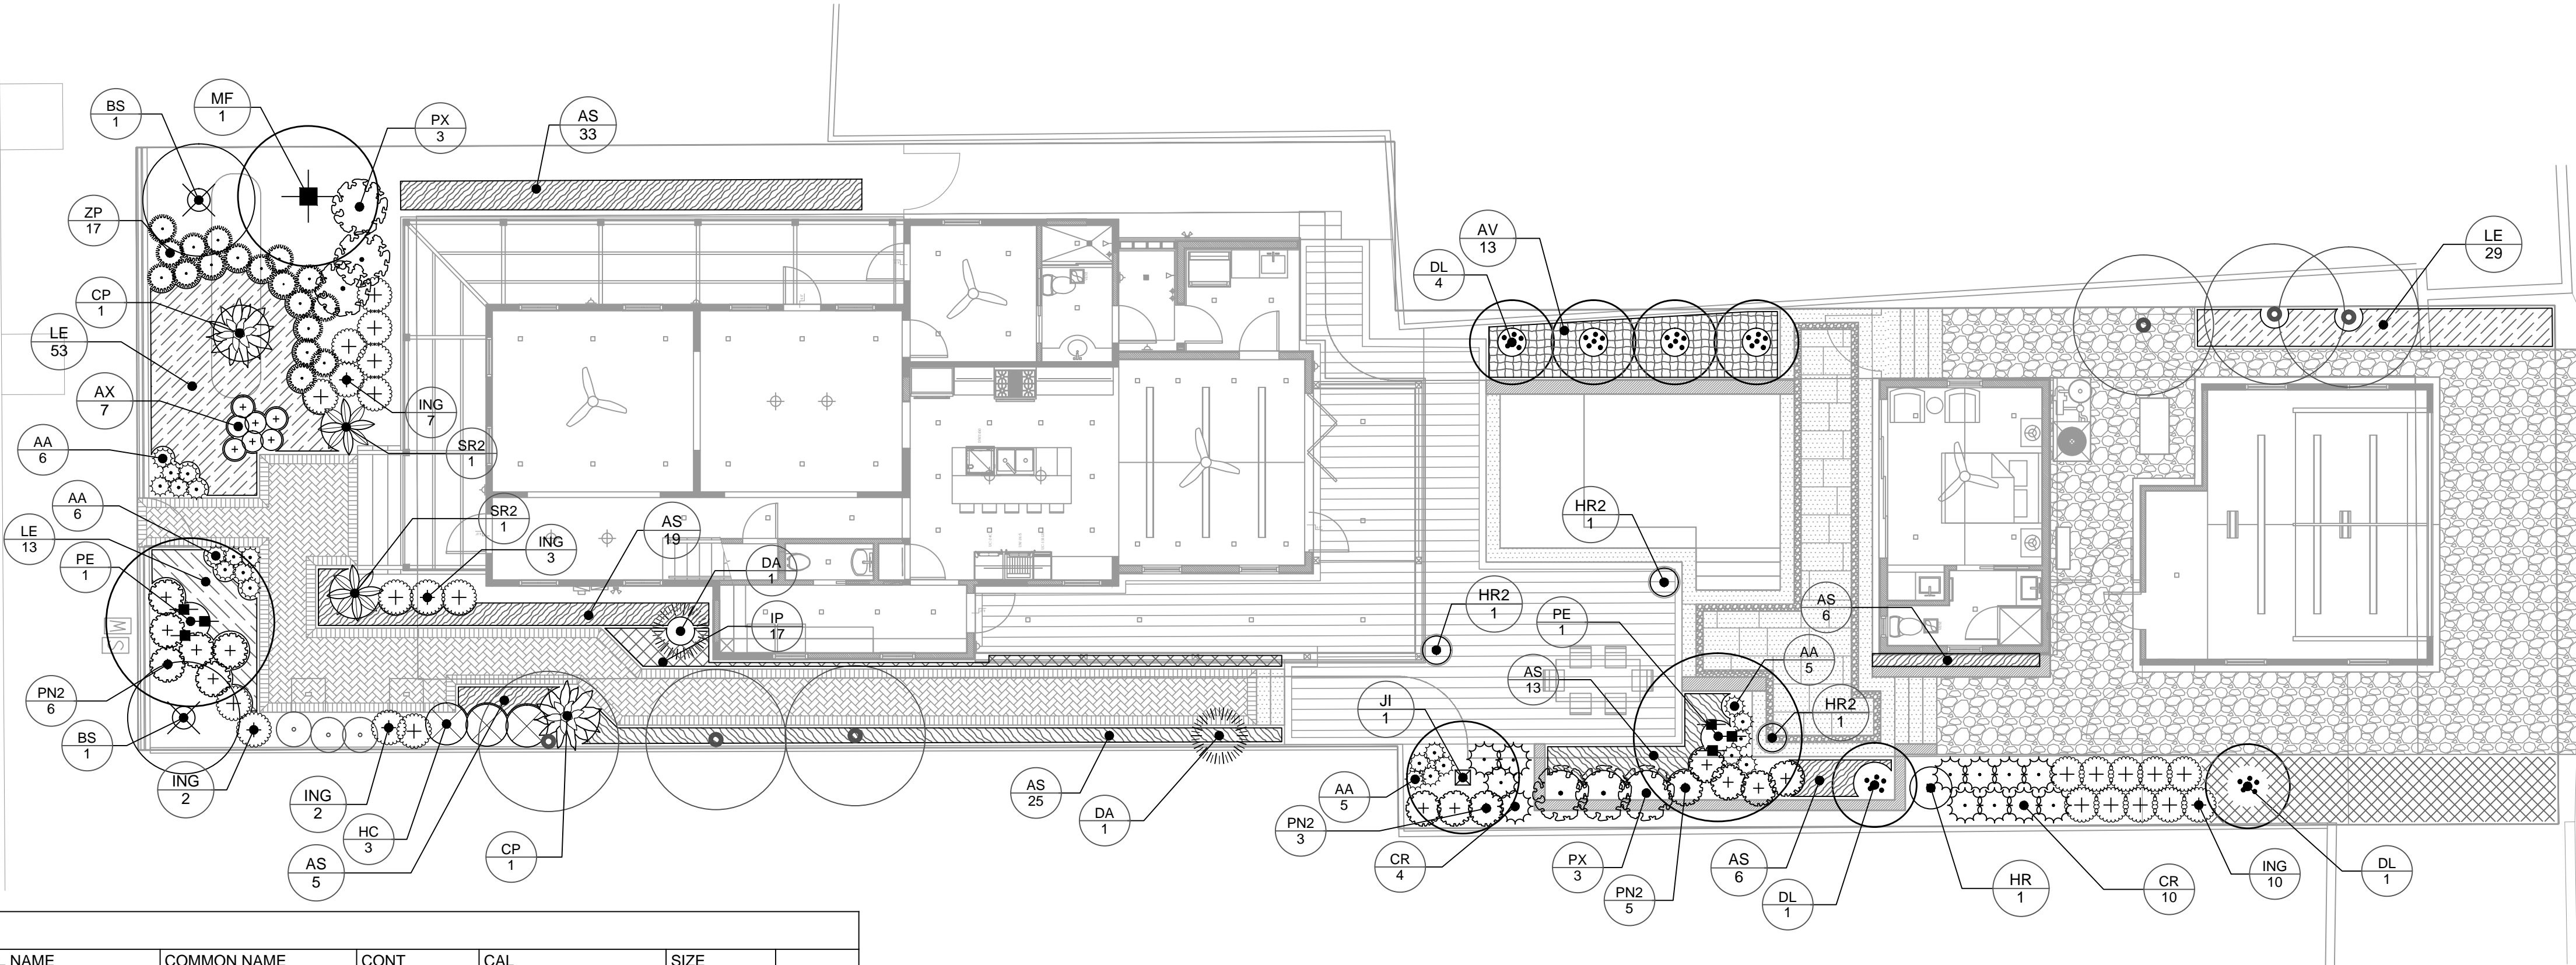 BS
1
MF
1
PX
3
AS
33
ZP
17
CP
1
LE
53
AX
7
AA
6
AA
6
LE
13
PE
1
PN2
6
BS
1
ING
2
ING
7
SR2
1
SR2
1
ING
3
AS
19
DA
1
IP
17
ING
2
HC
3
AS
5
CP
1
AS
25
DA
1
DL
4
AV
13
LE
29
HR2
1
HR2
1
PE
1
AS
6
AA
5
HR2
1
AS
13
JI
1
AA
5
PN2
3
CR
4
PX
3
PN2
5
AS
6
DL
1
HR
1
CR
10
ING
10
DL
1
NAME COMMON NAME CONT CAL SIZE